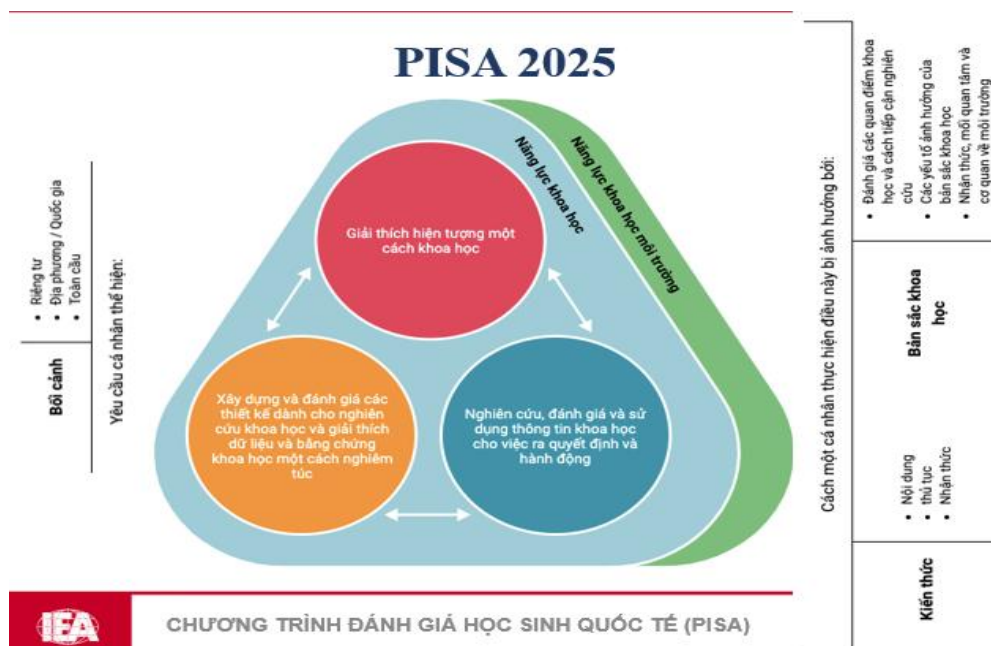 PISA 2025
Bối cảnh
• Riêng tư
• Địa phương / Quốc gia
• Toàn cầu
Yêu cầu cá nhân thể hiện:
Năng lực khoa học
Năng lực khoa học môi trường
Giải thích hiện tượng một
cách khoa học
Xây dựng và đánh giá các
thiết kế dành cho nghiên
cứu khoa học và giải thích
dữ liệu và bằng chứng
khoa học một cách nghiêm
túc
Nghiên cứu, đánh giá và sử
dụng thông tin khoa học
cho việc ra quyết định và
hành động
Cách một cá nhân thực hiện điều này bị ảnh hưởng bởi:
Kiến thức
• Nội dung
• thủ tục
• Nhận thức
Bản sắc khoa
học
• Đánh giá các quan điểm khoa
học và cách tiếp cận nghiên
cứu
• Các yếu tố ảnh hưởng của
bản sắc khoa học
• Nhận thức, mối quan tâm và
cơ quan về môi trường
IEA
CHƯƠNG TRÌNH ĐÁNH GIÁ HỌC SINH QUỐC TẾ (PISA)